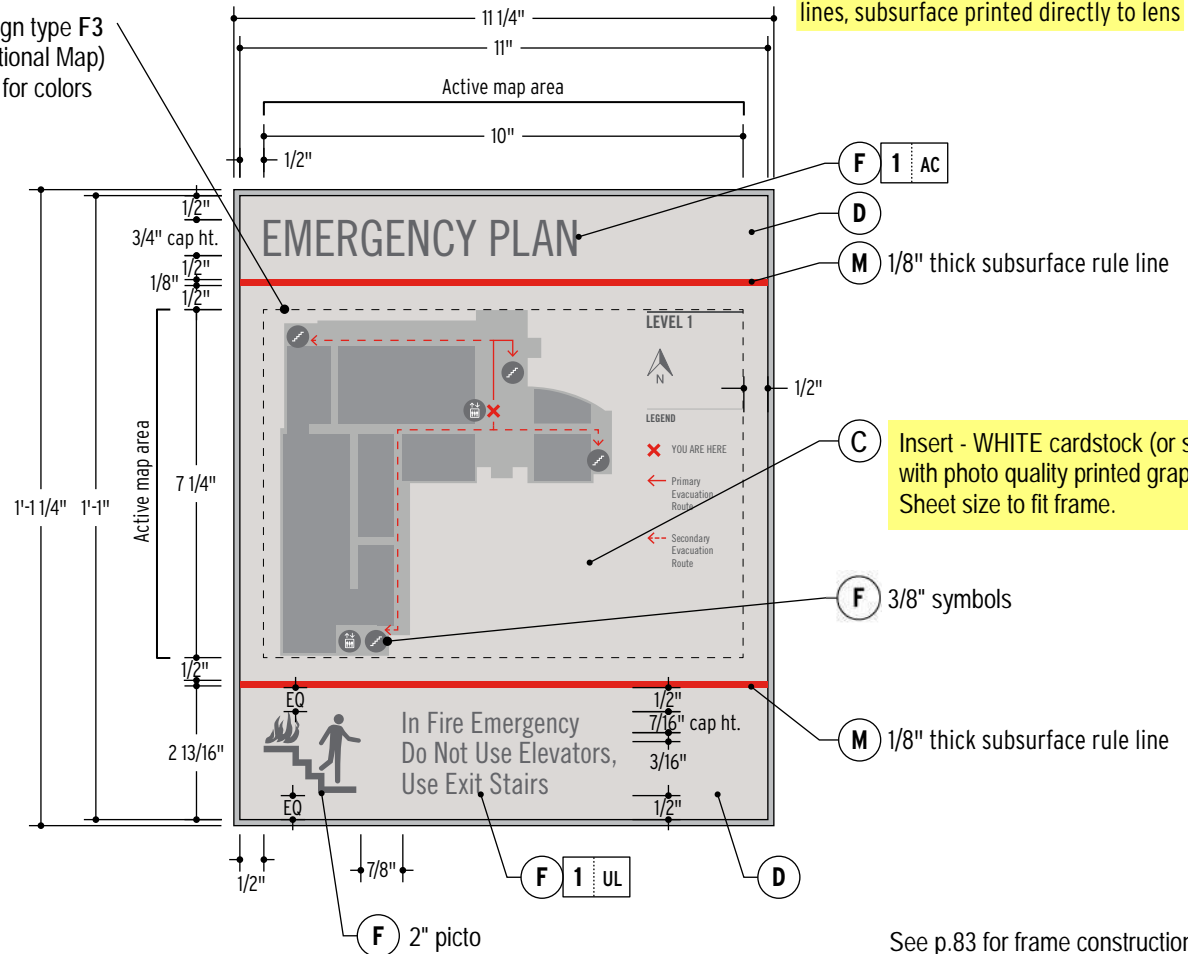 11 1/4"
lines, subsurface printed directly to lens
gn type F3
tional Map)
for colors
11"
Active map area
10"
1/2"
F 1 AC
D
M 1/8" thick subsurface rule line
1/2"
3/4" cap ht.
1/2"
1/8"
1/2"
EMERGENCY PLAN
LEVEL 1
N
1/2"
LEGEND
YOU ARE HERE
Primary
Evacuation
Route
Secondary
Evacuation
Route
C
Insert - WHITE cardstock (or s
with photo quality printed grap
Sheet size to fit frame.
1'-1 1/4"
1'-1"
Active map area
7 1/4"
F 3/8" symbols
1/2"
2 13/16"
EQ
EQ
In Fire Emergency
Do Not Use Elevators,
Use Exit Stairs
1/2"
7/16" cap ht.
3/16"
1/2"
M 1/8" thick subsurface rule line
1/2"
7/8"
F 1 UL
D
F 2" picto
See p.83 for frame construction